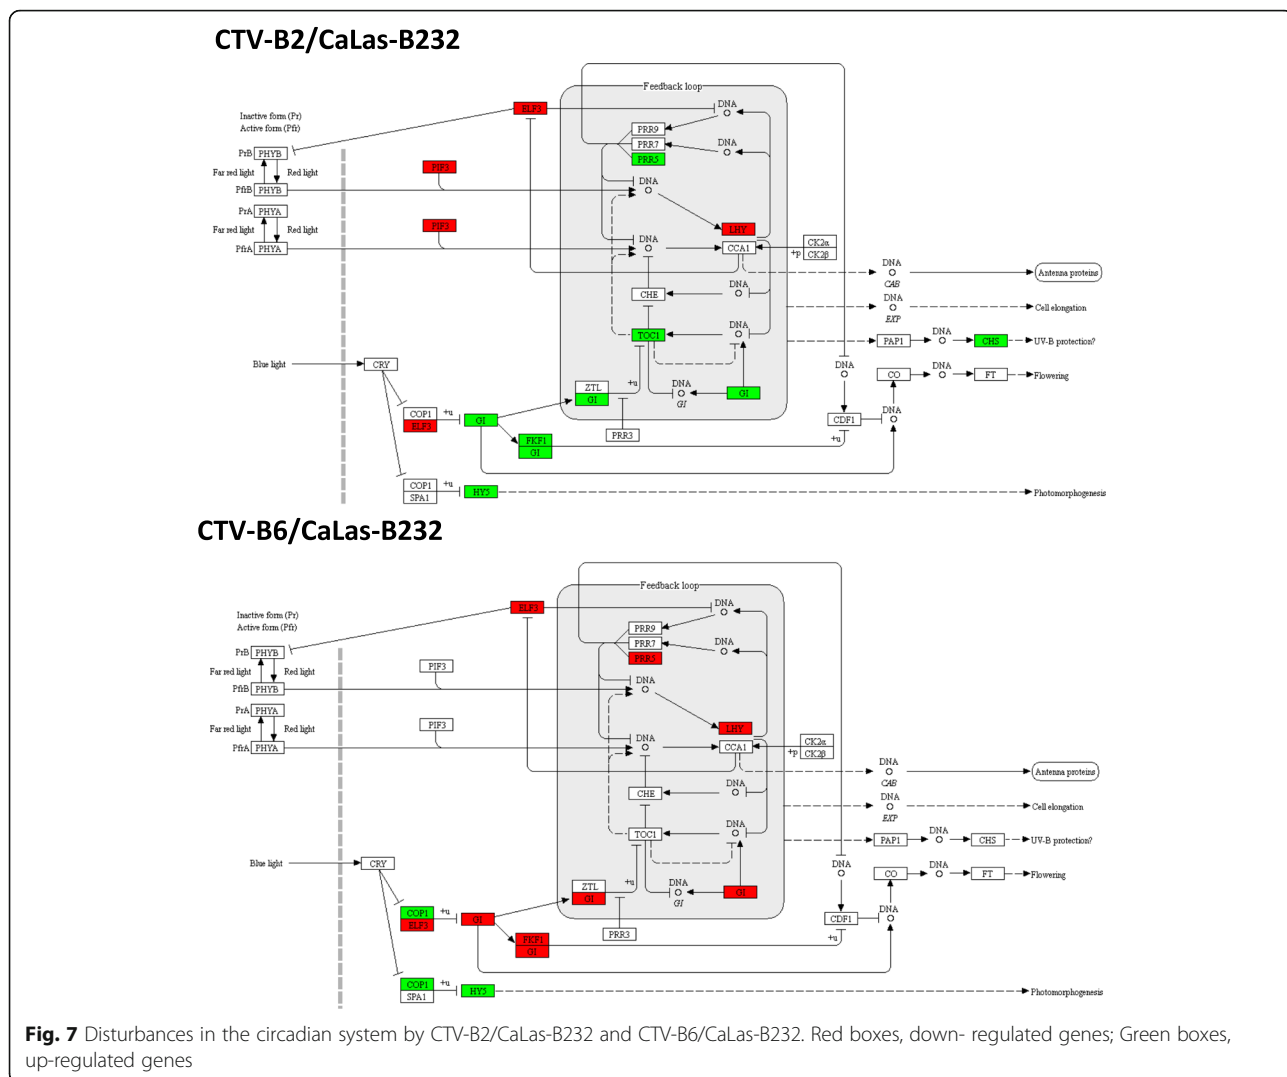 CTV-B2/CaLas-B232
Feedback loop
DNA
ELF3
Inactive form (Pr)
Active form (Pfr)
PRR9
PRR7
PRR5
DNA
PrB PHYB
Far red light Red light
PfrB PHYB
PIF3
DNA
PrA PHYA
Far red light Red light
PfrA PHYA
PIF3
DNA
LHY
CCA1
CK2α
+p CK2β
DNA
CAB
Antenna proteins
CHE
DNA
DNA
EXP
Cell elongation
TOC1
DNA
PAP1
DNA
CHS
UV-B protection?
Blue light
CRY
DNA
CO
DNA
FT
Flowering
ZTL
GI
+u
DNA
GI
GI
COP1
ELF3
+u
GI
FKF1
GI
PRR3
CDF1
+u
DNA
COP1
SPA1
+u
HY5
Photomorphogenesis
CTV-B6/CaLas-B232
Feedback loop
DNA
ELF3
Inactive form (Pr)
Active form (Pfr)
PRR9
PRR7
PRR5
DNA
PrB PHYB
Far red light Red light
PfrB PHYB
PIF3
DNA
PrA PHYA
Far red light Red light
PfrA PHYA
PIF3
DNA
LHY
CCA1
CK2α
+p CK2β
DNA
CAB
Antenna proteins
CHE
DNA
DNA
EXP
Cell elongation
TOC1
DNA
PAP1
DNA
CHS
UV-B protection?
Blue light
CRY
DNA
CO
DNA
FT
Flowering
ZTL
GI
+u
DNA
GI
GI
COP1
ELF3
+u
GI
FKF1
GI
PRR3
CDF1
+u
DNA
COP1
SPA1
+u
HY5
Photomorphogenesis
Fig. 7 Disturbances in the circadian system by CTV-B2/CaLas-B232 and CTV-B6/CaLas-B232. Red boxes, down- regulated genes; Green boxes,
up-regulated genes